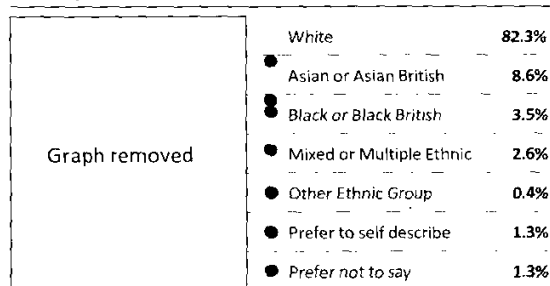 White 82.3%
Asian or Asian British 8.6%
Black or Black British 3.5%
Graph removed
Mixed or Multiple Ethnic 2.6%
Other Ethnic Group 0.4%
Prefer to self describe 1.3%
Prefer not to say 1.3%